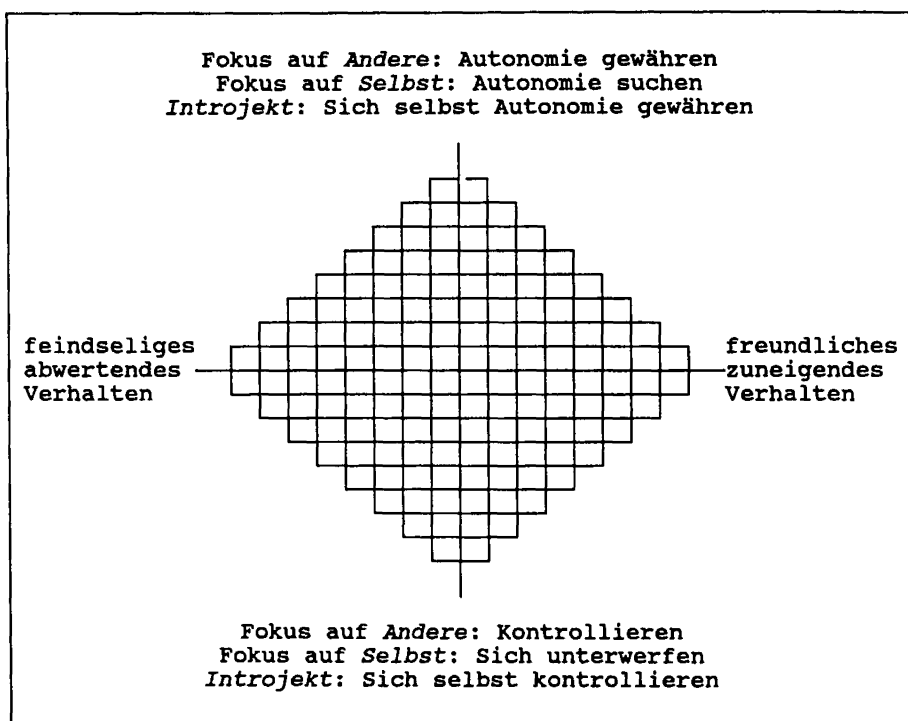 Fokus auf Andere: Autonomie gewähren
Fokus auf Selbst: Autonomie suchen
Introjekt: Sich selbst Autonomie gewähren
feindseliges
abwertendes
Verhalten
freundliches
zuneigendes
Verhalten
Fokus auf Andere: Kontrollieren
Fokus auf Selbst: Sich unterwerfen
Introjekt: Sich selbst kontrollieren